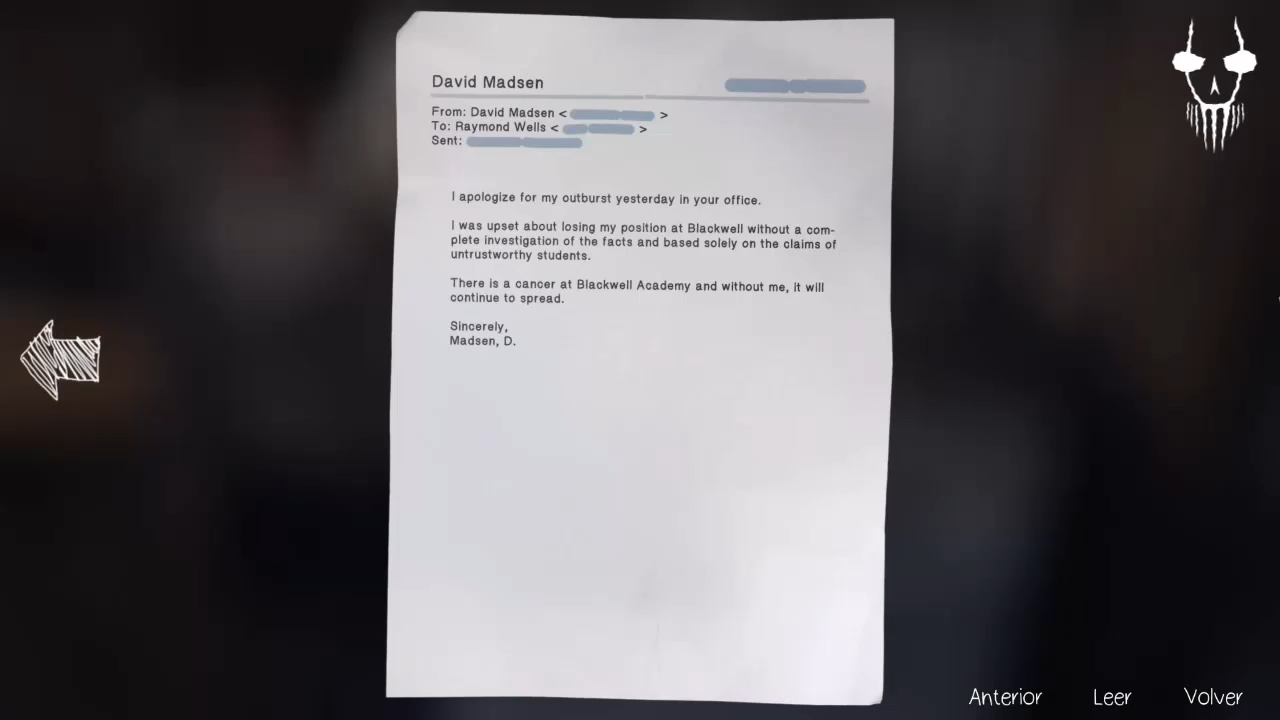 David Madsen
From: David Madsen < >
To: Raymond Wells < >
Sent:
I apologize for my outburst yesterday in your office.
I was upset about losing my position at Blackwell without a com-
plete investigation of the facts and based solely on the claims of
untrustworthy students.
There is a cancer at Blackwell Academy and without me, it will
continue to spread.
Sincerely,
Madsen, D.
Anterior Leer Volver